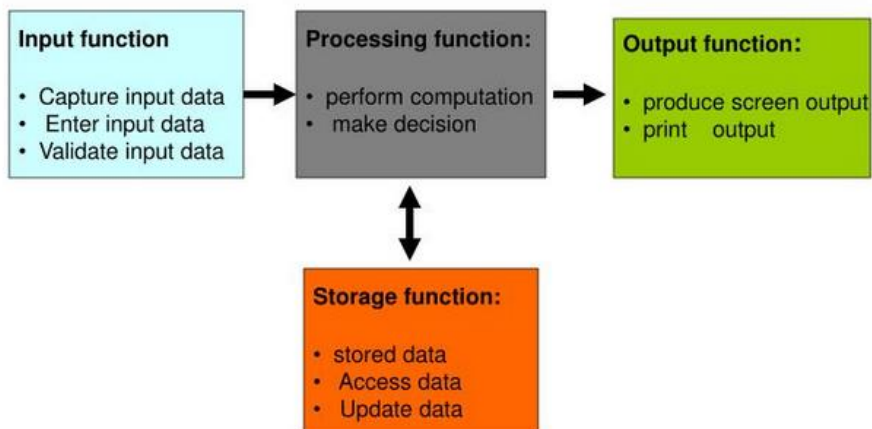 Input function
• Capture input data
• Enter input data
• Validate input data
Processing function:
• perform computation
• make decision
Output function:
• produce screen output
• print output
Storage function:
• stored data
• Access data
• Update data